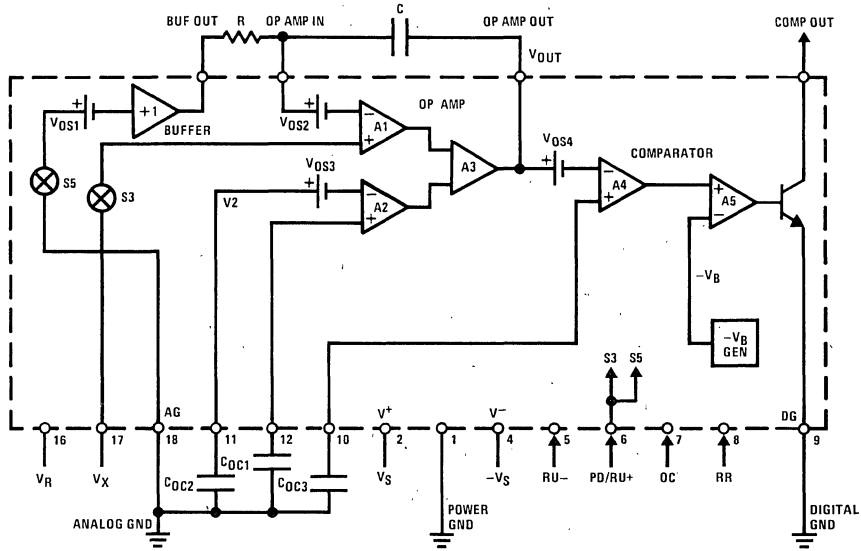 BUF OUT R OP AMP IN C OP AMP OUT COMP OUT
VOUT
+ VOS1 +1 BUFFER
+ VOS2 − + A1 OP AMP
A3
VOS4 + − + A4 COMPARATOR
+ − A5
S5
S3
VOS3 + − + A2
V2
−VB
−VB
GEN
S3 S5
AG V+ V− DG
16 17 18 11 12 10 2 1 4 5 6 7 8 9
VR VX COC2 COC1 COC3 VS −VS RU− PD/RU+ OC RR
ANALOG GND
POWER
GND
DIGITAL
GND